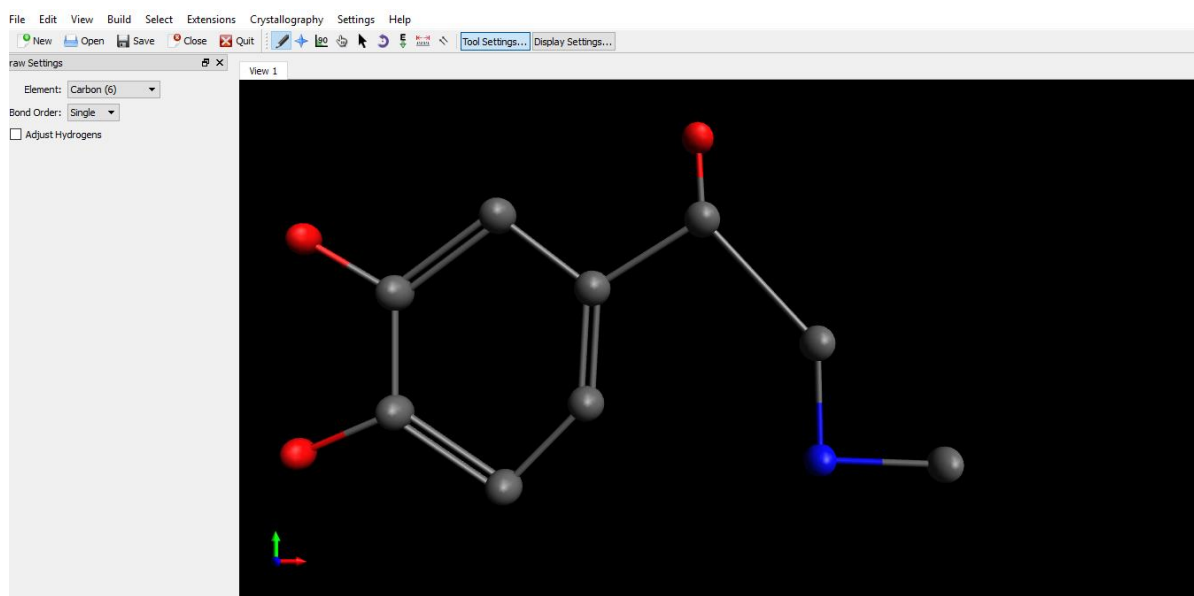 File Edit View Build Select Extensions Crystallography Settings Help
New Open Save Close Quit 90 E Tool Settings... Display Settings...
raw Settings
View 1
Element: Carbon (6)
Bond Order: Single
Adjust Hydrogens